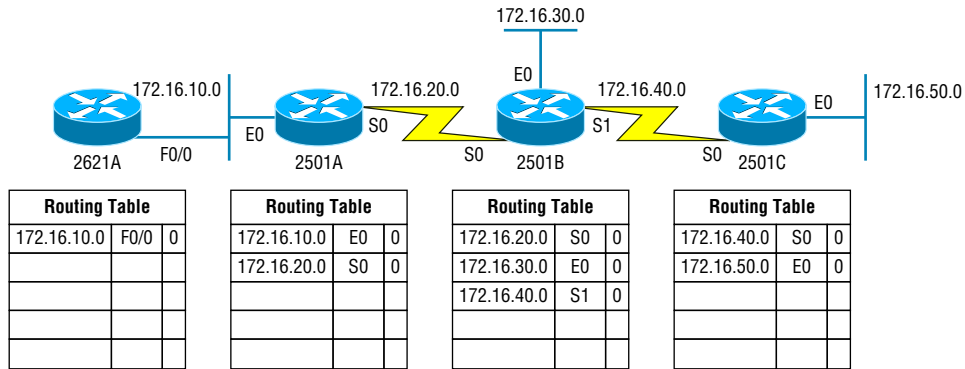 172.16.30.0
E0
172.16.10.0 172.16.20.0 172.16.40.0 E0 172.16.50.0
E0 S0 S1
F0/0 S0 S0
2621A 2501A 2501B 2501C
Routing Table
172.16.10.0 F0/0 0
Routing Table
172.16.10.0 E0 0
172.16.20.0 S0 0
Routing Table
172.16.20.0 S0 0
172.16.30.0 E0 0
172.16.40.0 S1 0
Routing Table
172.16.40.0 S0 0
172.16.50.0 E0 0